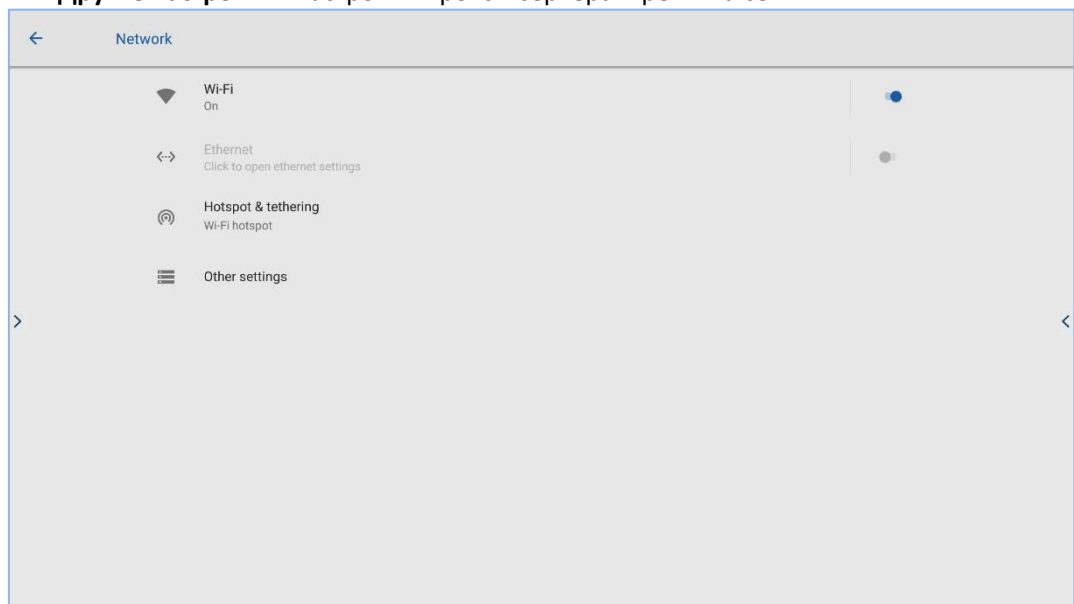 Network
Wi-Fi
On
Ethernet
Click to open ethernet settings
Hotspot & tethering
Wi-Fi hotspot
Other settings